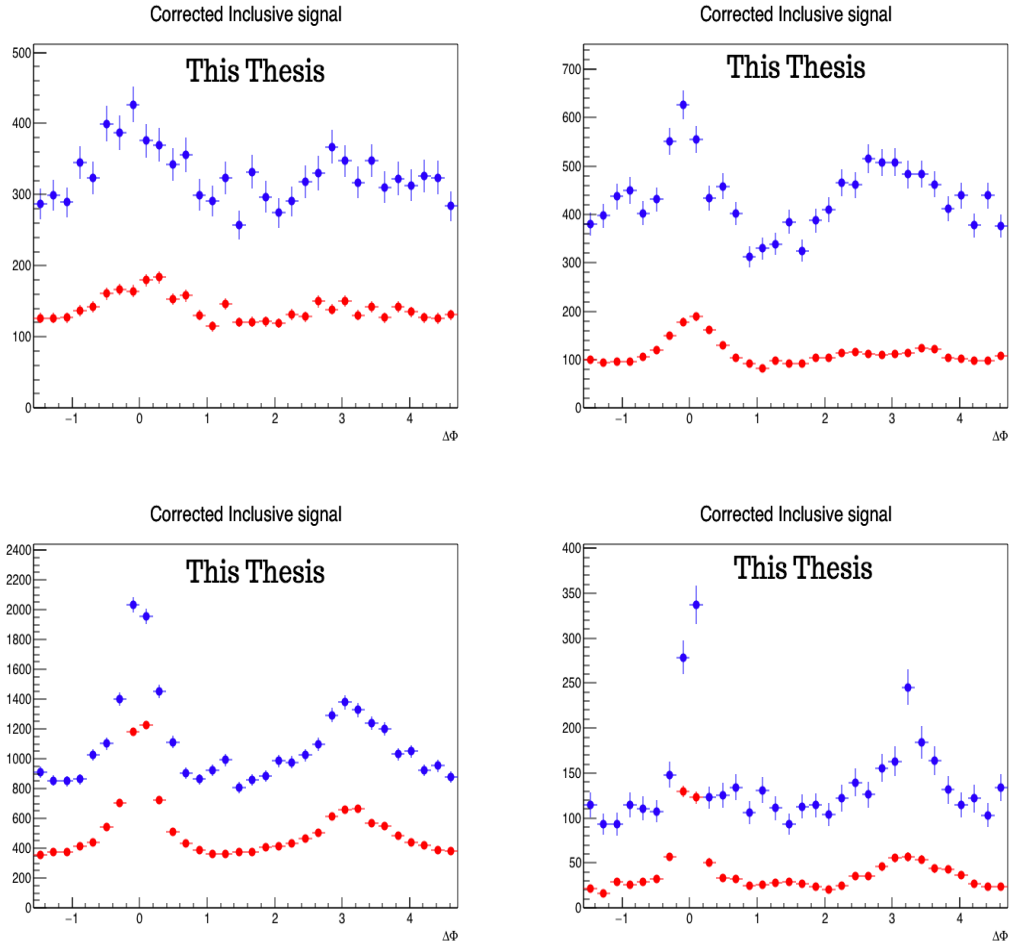 Corrected Inclusive signal
This Thesis
500
400
300
200
100
0
−1 0 1 2 3 4
ΔΦ
Corrected Inclusive signal
This Thesis
700
600
500
400
300
200
100
0
−1 0 1 2 3 4
ΔΦ
Corrected Inclusive signal
This Thesis
2400
2200
2000
1800
1600
1400
1200
1000
800
600
400
200
0
−1 0 1 2 3 4
ΔΦ
Corrected Inclusive signal
This Thesis
400
350
300
250
200
150
100
50
0
−1 0 1 2 3 4
ΔΦ